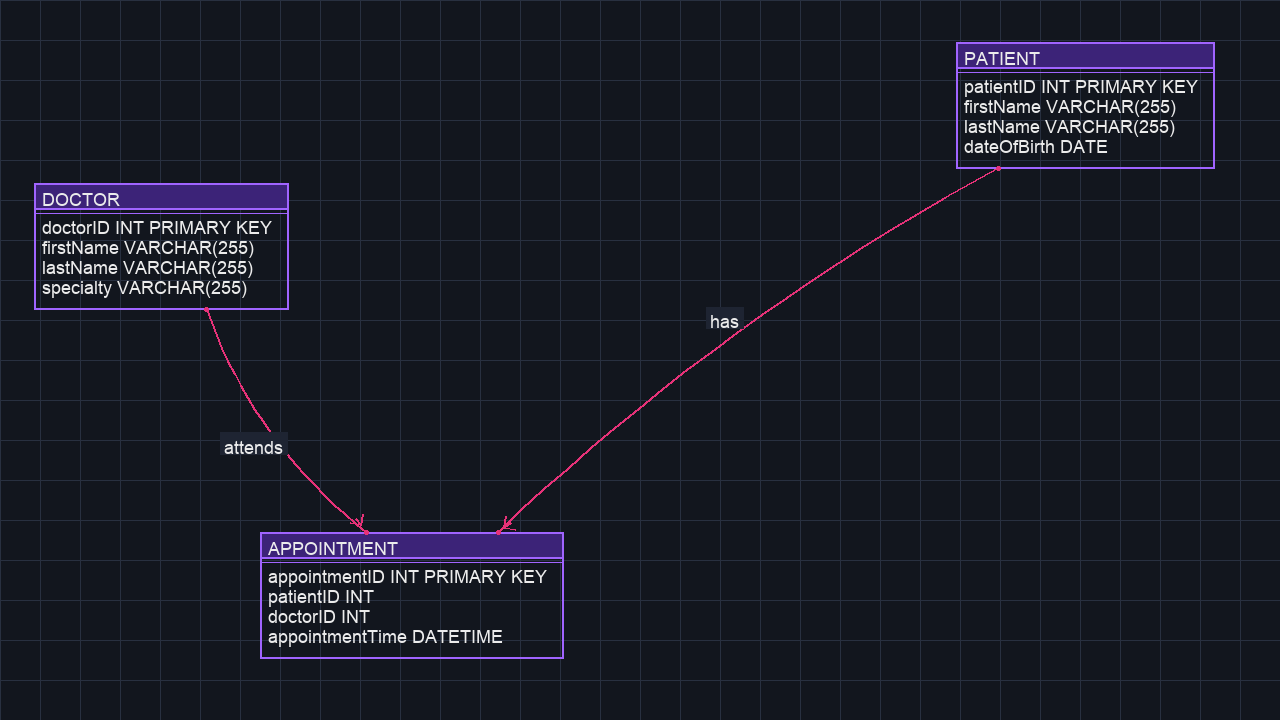 PATIENT
patientID INT PRIMARY KEY
firstName VARCHAR(255)
lastName VARCHAR(255)
dateOfBirth DATE
DOCTOR
doctorID INT PRIMARY KEY
firstName VARCHAR(255)
lastName VARCHAR(255)
specialty VARCHAR(255)
has
attends
APPOINTMENT
appointmentID INT PRIMARY KEY
patientID INT
doctorID INT
appointmentTime DATETIME